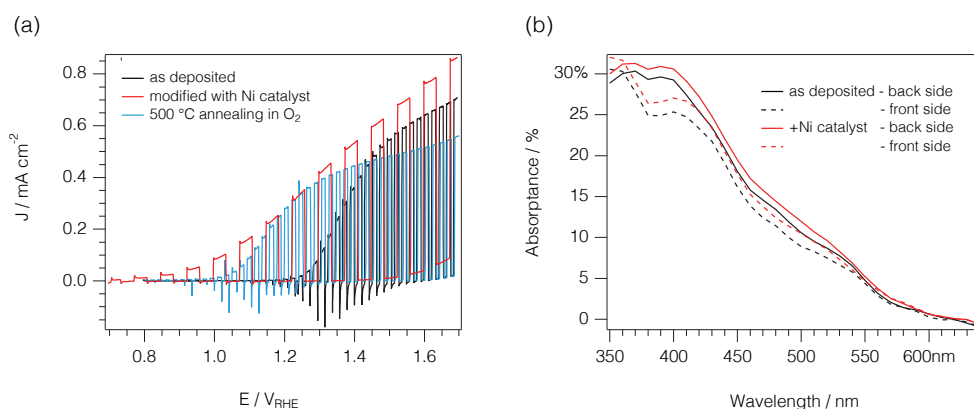 (a)
0.8
0.6
0.4
0.2
0.0
J / mA cm⁻²
as deposited
modified with Ni catalyst
500 °C annealing in O₂
0.8
1.0
1.2
1.4
1.6
E / V_RHE
(b)
30%
25
20
15
10
5
0
Absorptance / %
as deposited - back side
- front side
+Ni catalyst - back side
- front side
350
400
450
500
550
600nm
Wavelength / nm